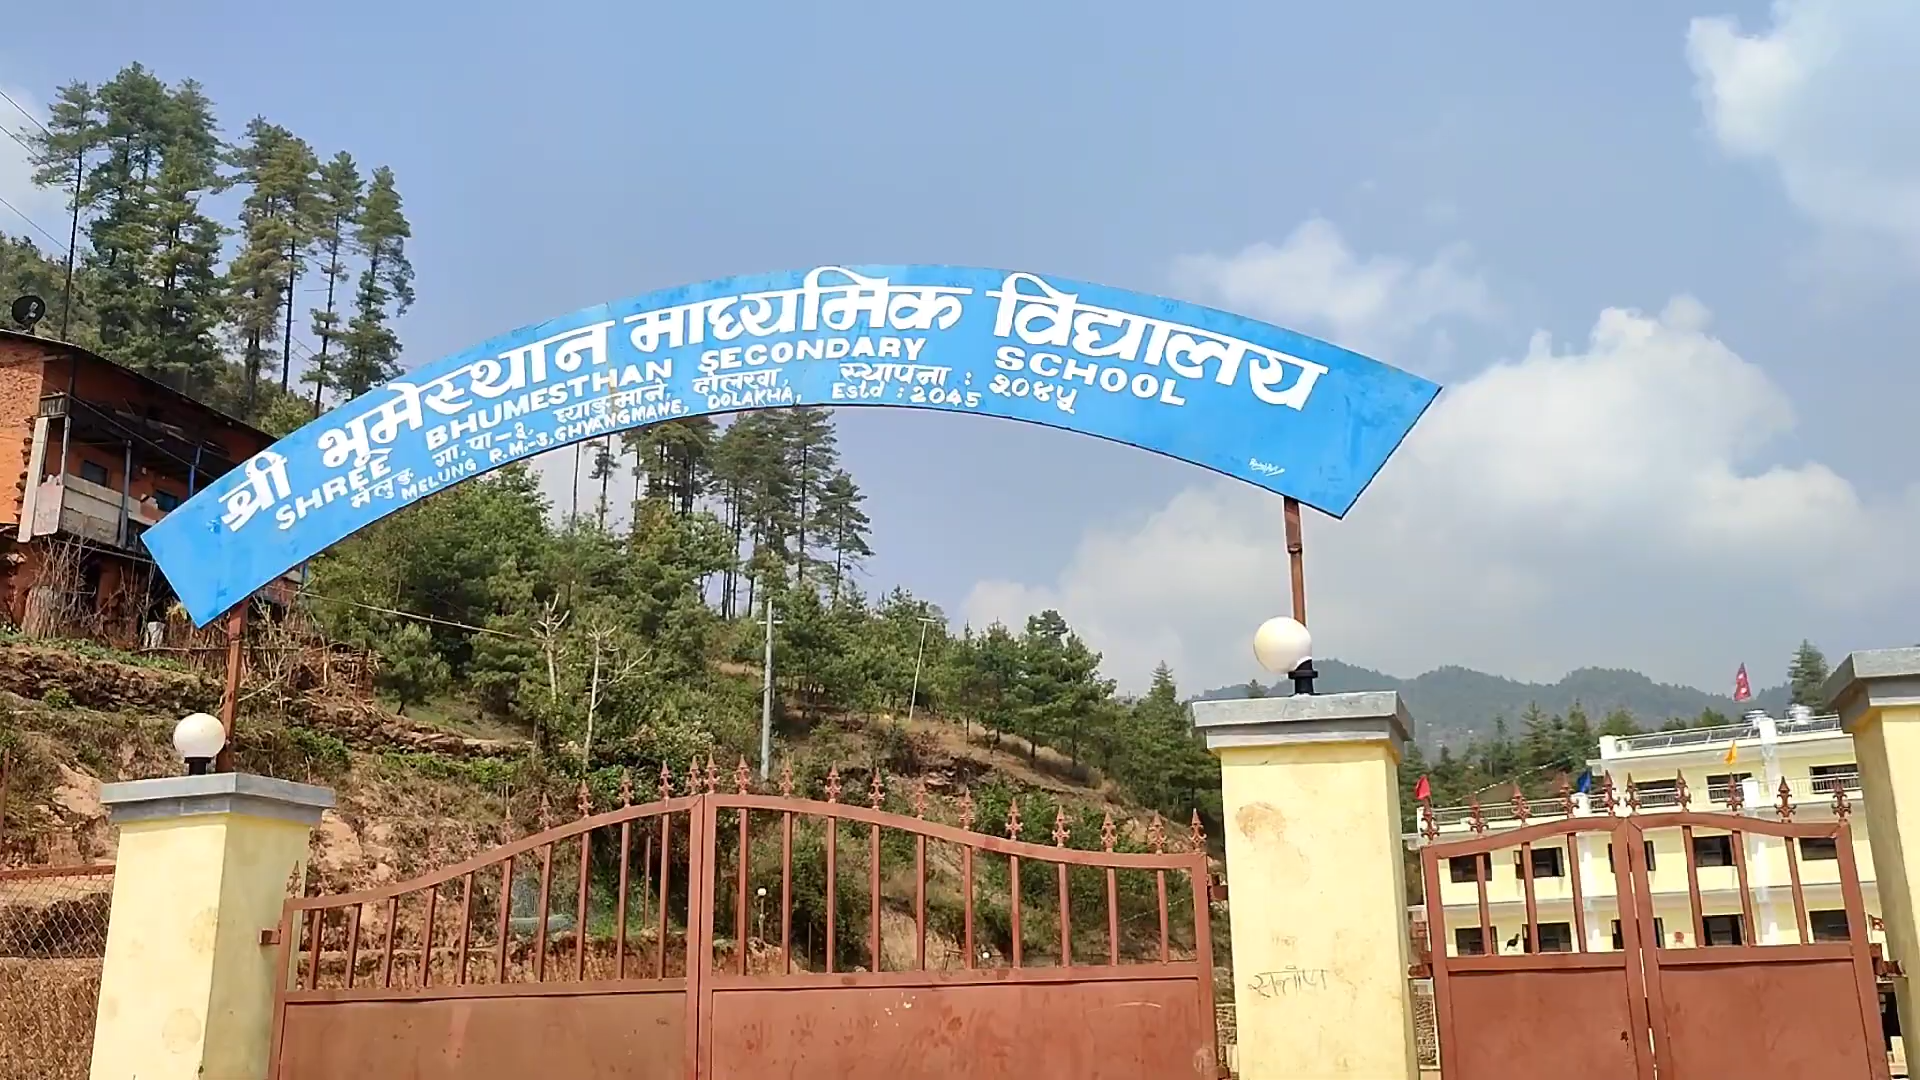 श्री भूमेस्थान माध्यमिक विद्यालय
SHREE BHUMESTHAN SECONDARY SCHOOL
मेलुङ गा.पा-३, घ्याङमाने, दोलखा, स्थापना : २०४५
MELUNG R.M.-3, GHYANGMANE, DOLAKHA, Estd : 2045